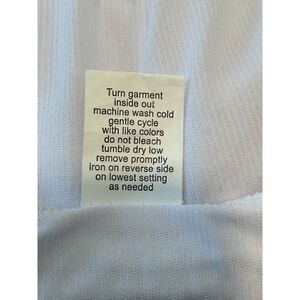 Turn garment
inside out
machine wash cold
gentle cycle
with like colors
do not bleach
tumble dry low
remove promptly
iron on reverse side
on lowest setting
as needed